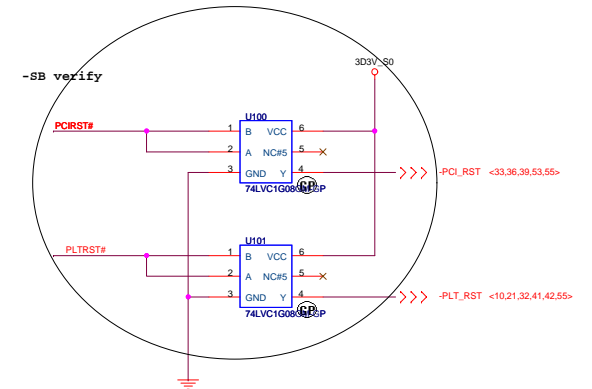 -SB verify
3D3V_S0
U100
PCIRST#
1 B VCC 6
2 A NC#5 5
3 GND Y 4
-PCI_RST <33,36,39,53,55>
GP
U101
PLTRST#
1 B VCC 6
2 A NC#5 5
3 GND Y 4
-PLT_RST <10,21,32,41,42,55>
GP